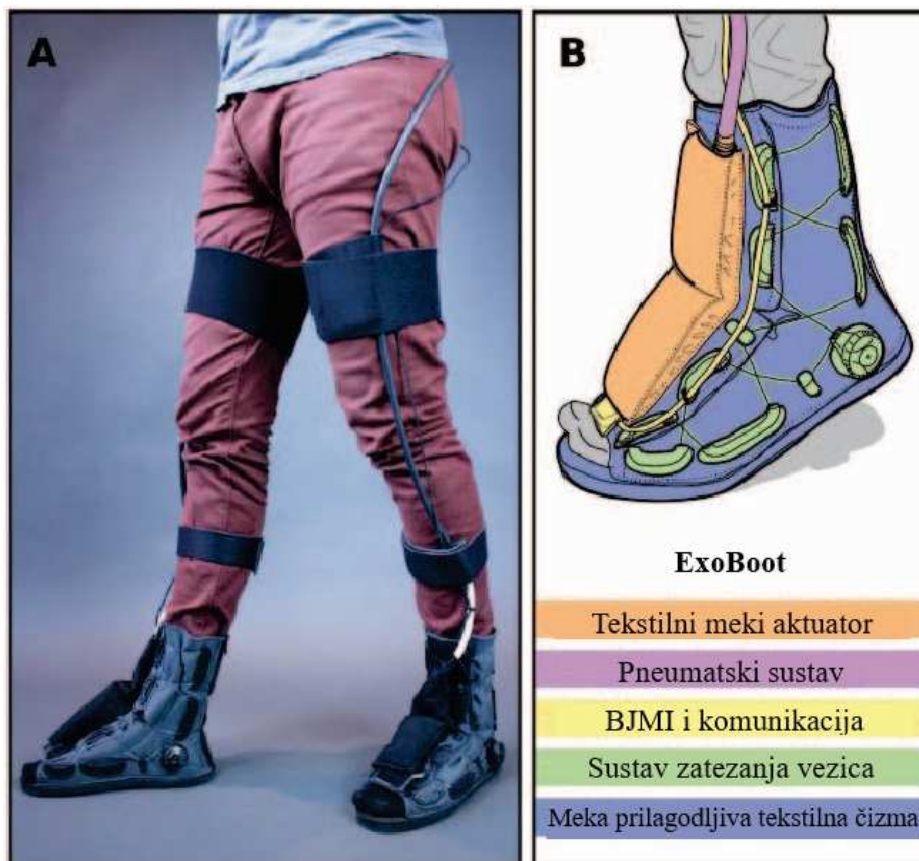 A
B
ExoBoot
Tekstilni meki aktuator
Pneumatski sustav
BJMI i komunikacija
Sustav zatezanja vezica
Meka prilagodljiva tekstilna čizma